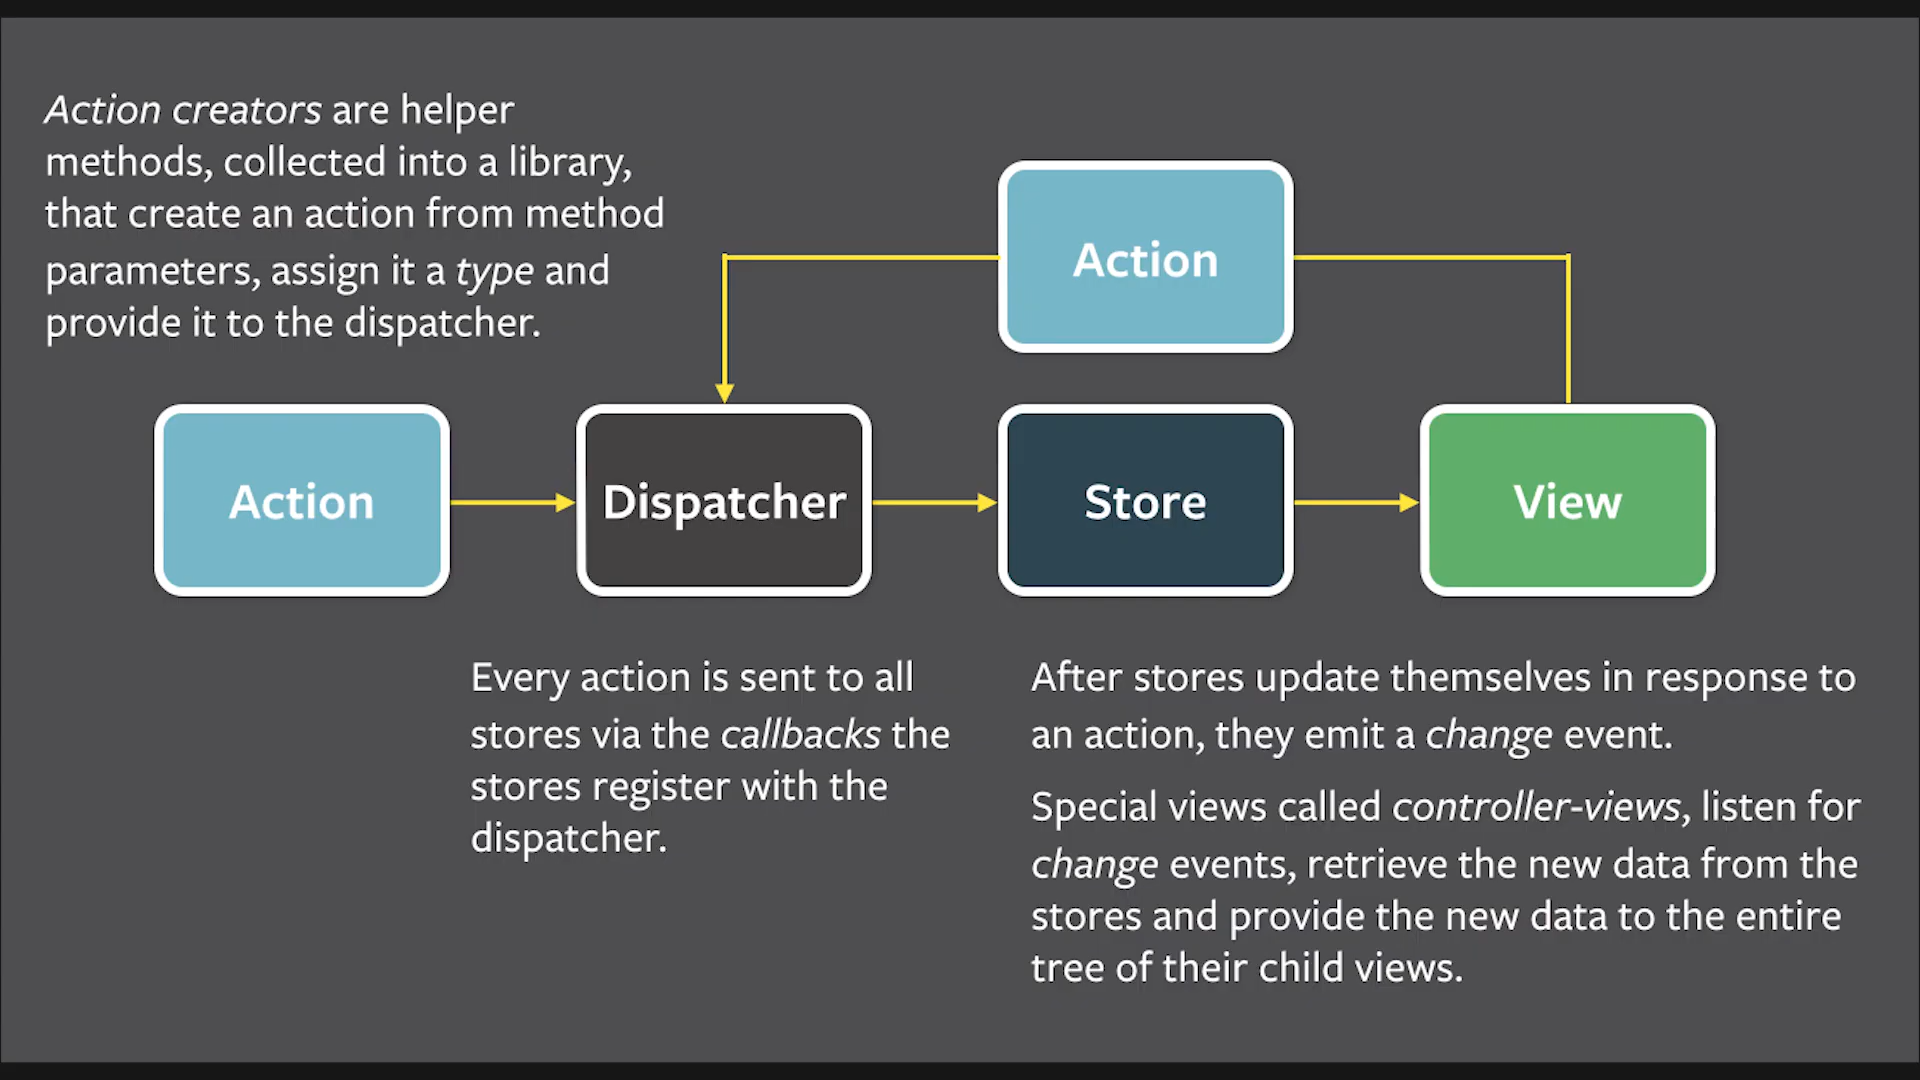 Action creators are helper
methods, collected into a library,
that create an action from method
parameters, assign it a type and
provide it to the dispatcher.
Action
Action
Dispatcher
Store
View
Every action is sent to all
stores via the callbacks the
stores register with the
dispatcher.
After stores update themselves in response to
an action, they emit a change event.
Special views called controller-views, listen for
change events, retrieve the new data from the
stores and provide the new data to the entire
tree of their child views.